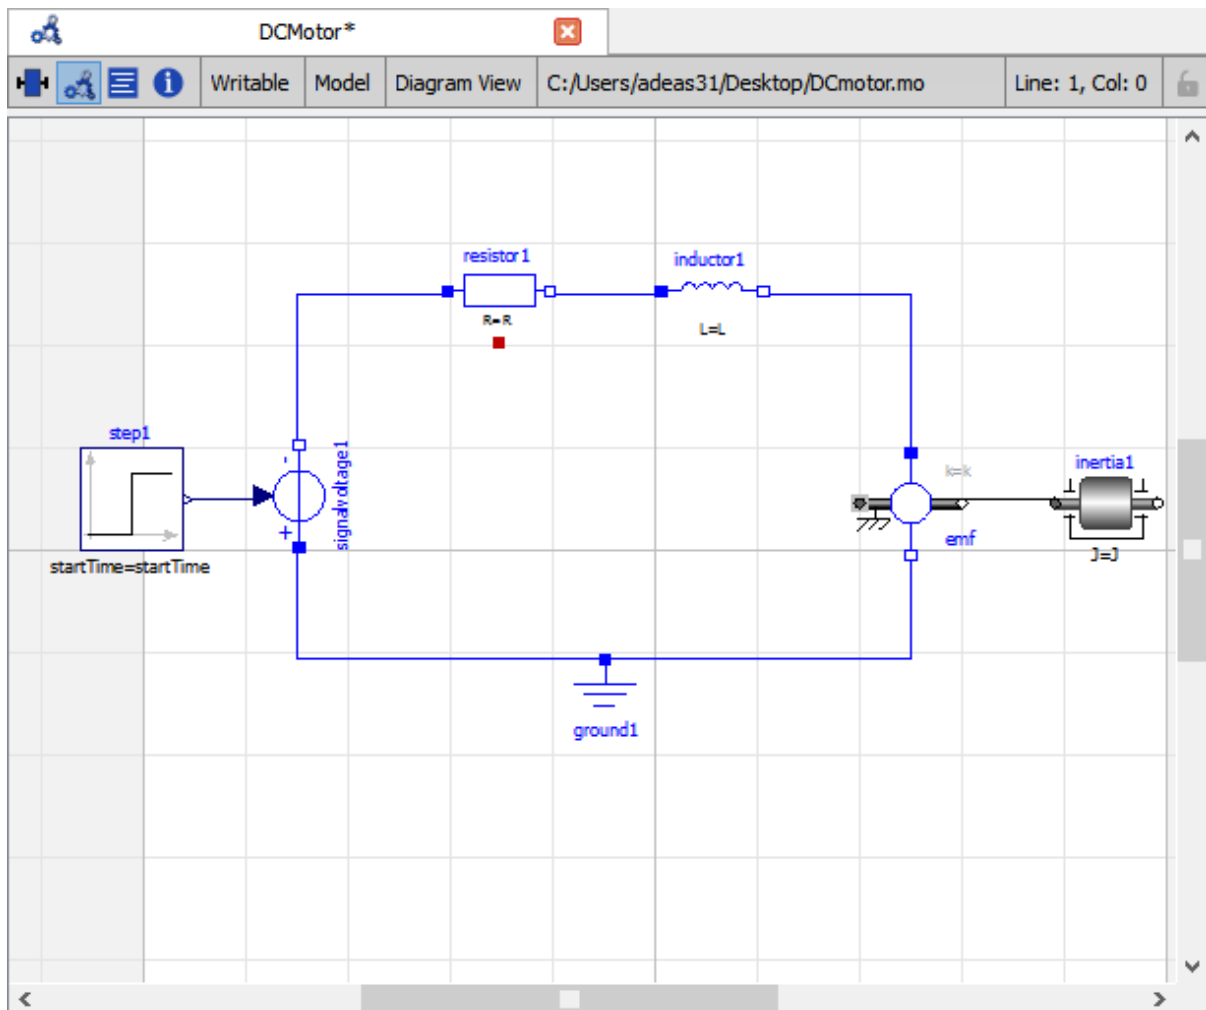 DCMotor*
Writable
Model
Diagram View
C:/Users/adeas31/Desktop/DCmotor.mo
Line: 1, Col: 0
resistor1
R=R
inductor1
L=L
step1
startTime=startTime
-
+
signalvoltage1
k=k
emf
inertia1
J=J
ground1